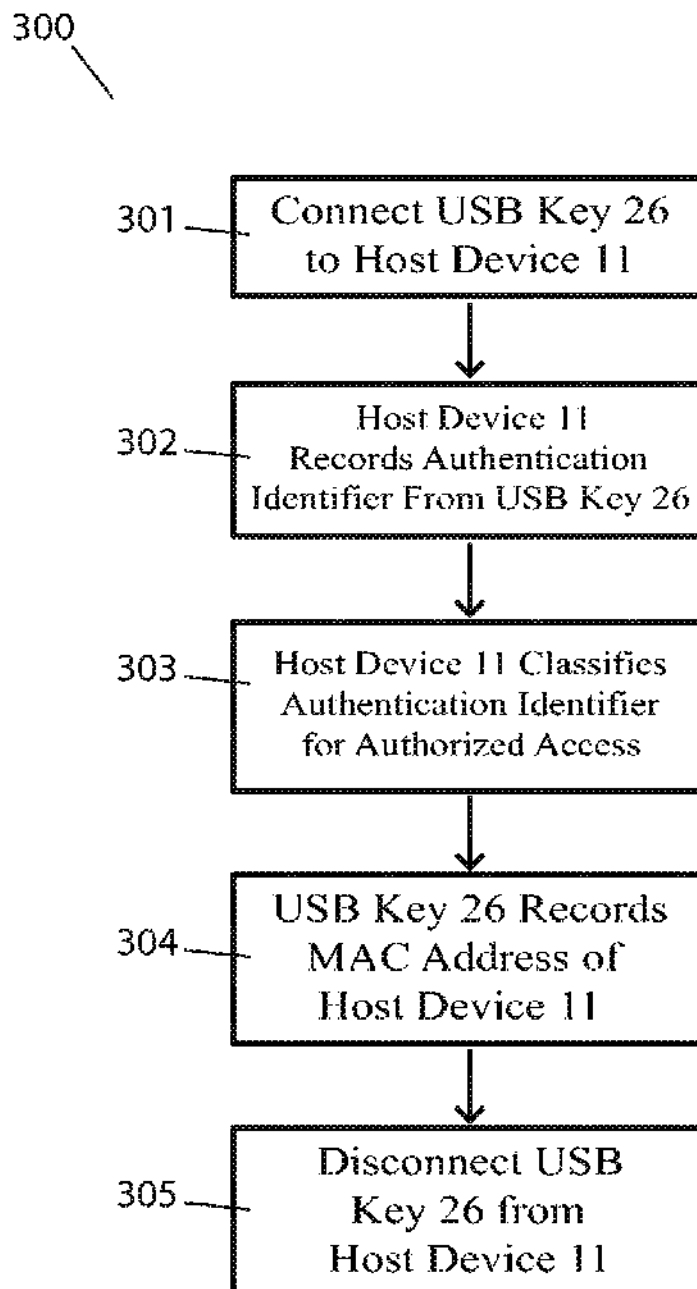 300
301
Connect USB Key 26
to Host Device 11
302
Host Device 11
Records Authentication
Identifier From USB Key 26
303
Host Device 11 Classifies
Authentication Identifier
for Authorized Access
304
USB Key 26 Records
MAC Address of
Host Device 11
305
Disconnect USB
Key 26 from
Host Device 11